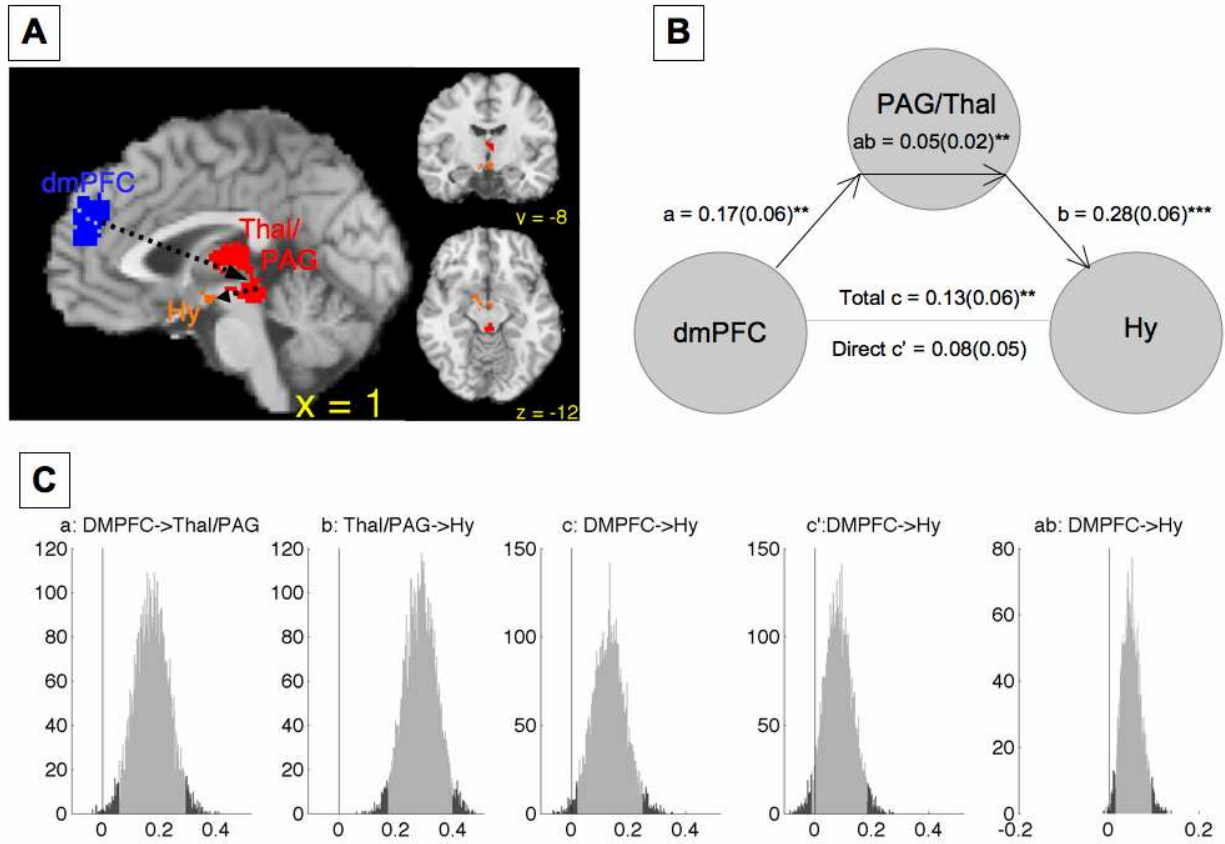 A
dmPFC
Thal/
PAG
Hy
x = 1
y = -8
z = -12
B
PAG/Thal
ab = 0.05(0.02)**
a = 0.17(0.06)**
b = 0.28(0.06)***
dmPFC
Total c = 0.13(0.06)**
Direct c' = 0.08(0.05)
Hy
C
a: DMPFC->Thal/PAG
120
100
80
60
40
20
0
0 0.2 0.4
b: Thal/PAG->Hy
120
100
80
60
40
20
0
0 0.2 0.4
c: DMPFC->Hy
150
100
50
0
0 0.2 0.4
c':DMPFC->Hy
150
100
50
0
0 0.2 0.4
ab: DMPFC->Hy
80
60
40
20
0
-0.2 0 0.2